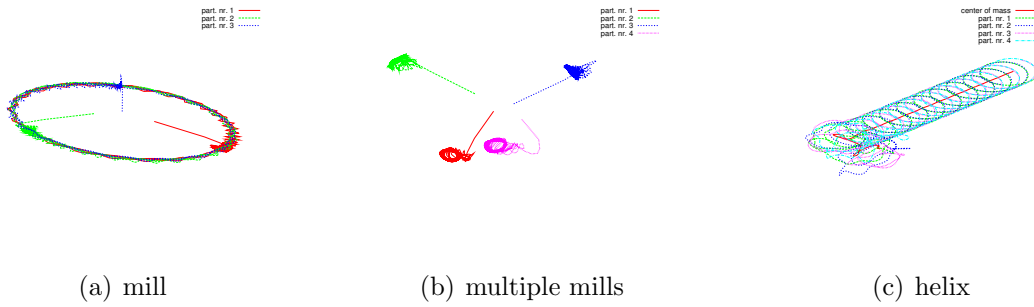 part. nr. 1
part. nr. 2
part. nr. 3
part. nr. 1
part. nr. 2
part. nr. 3
part. nr. 4
center of mass
part. nr. 1
part. nr. 2
part. nr. 3
part. nr. 4
(a) mill
(b) multiple mills
(c) helix